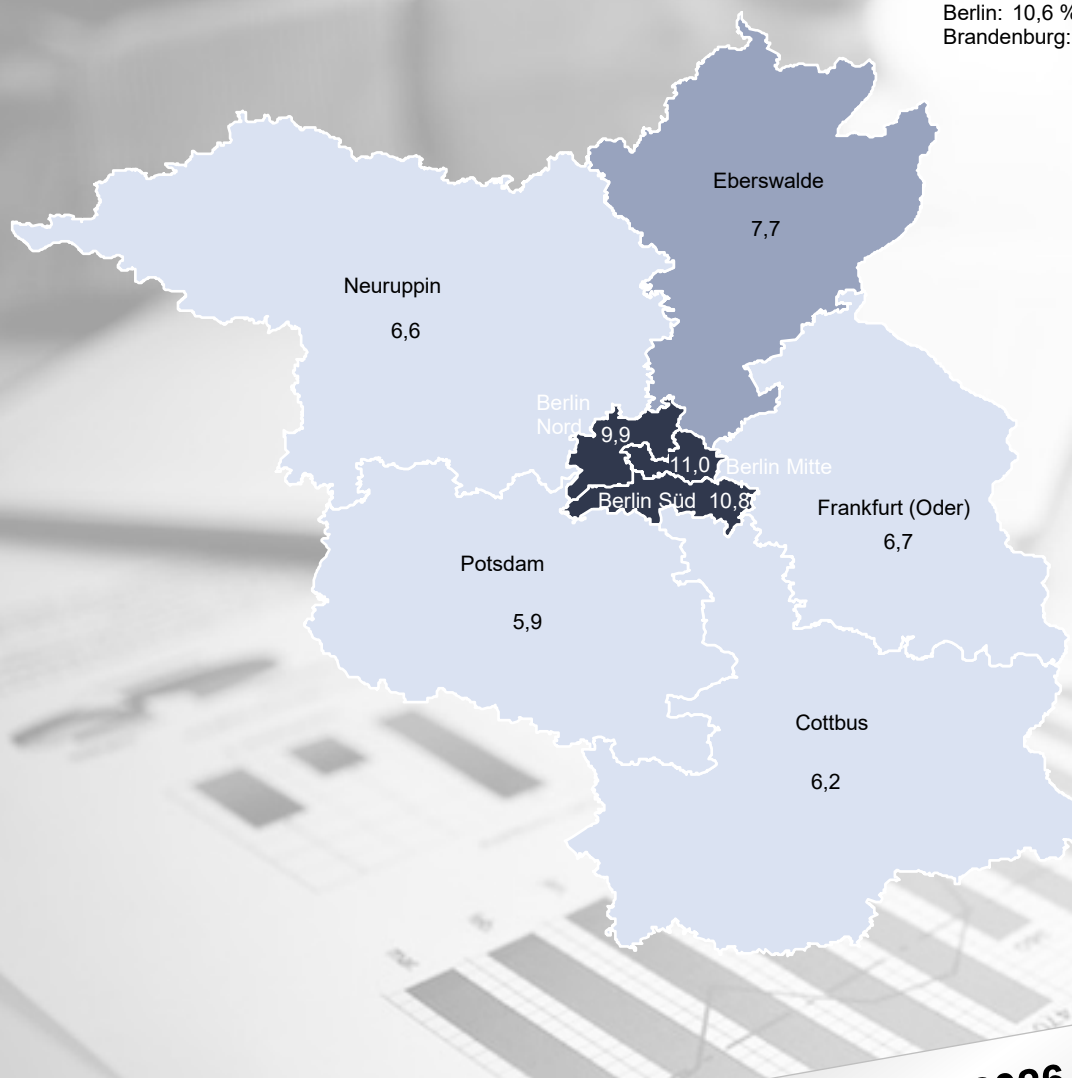 Berlin: 10,6 %
Brandenburg:
Eberswalde
7,7
Neuruppin
6,6
Berlin
Nord
9,9
11,0
Berlin Mitte
Berlin Süd 10,8
Frankfurt (Oder)
6,7
Potsdam
5,9
Cottbus
6,2